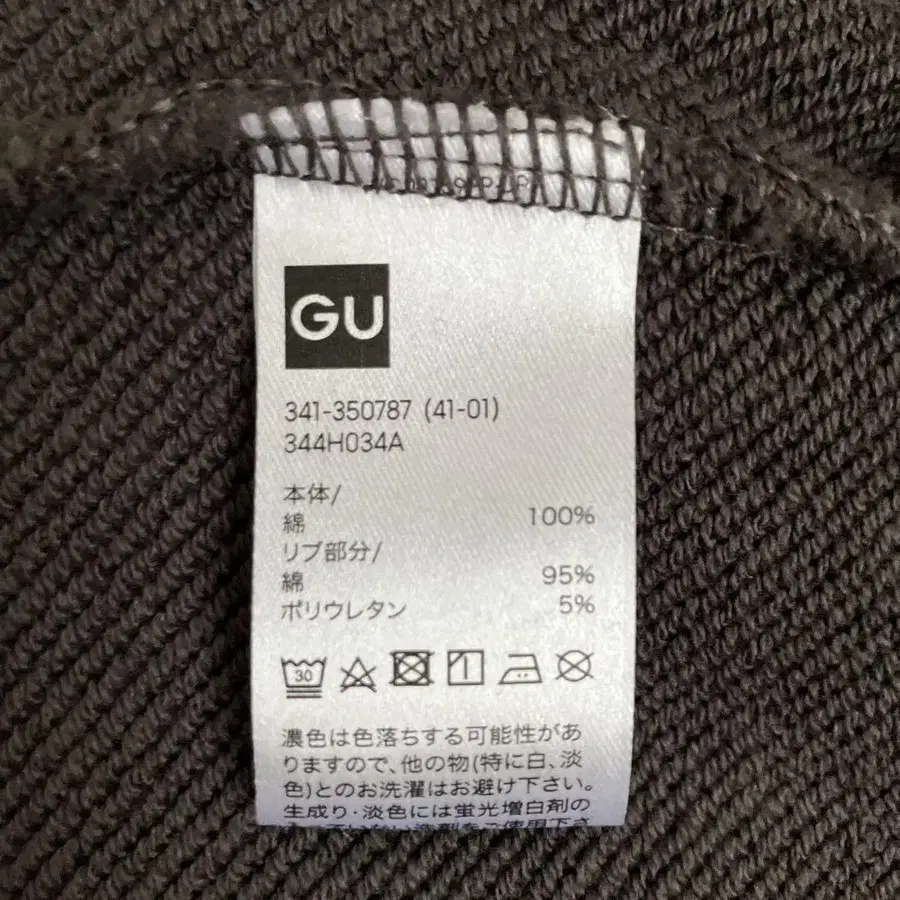 GU
341-350787 (41-01)
344H034A
本体/
綿 100%
リブ部分/
綿 95%
ポリウレタン 5%
30
濃色は色落ちする可能性があ
りますので、他の物(特に白、淡
色)とのお洗濯はお避け下さい。
生成り・淡色には蛍光増白剤の